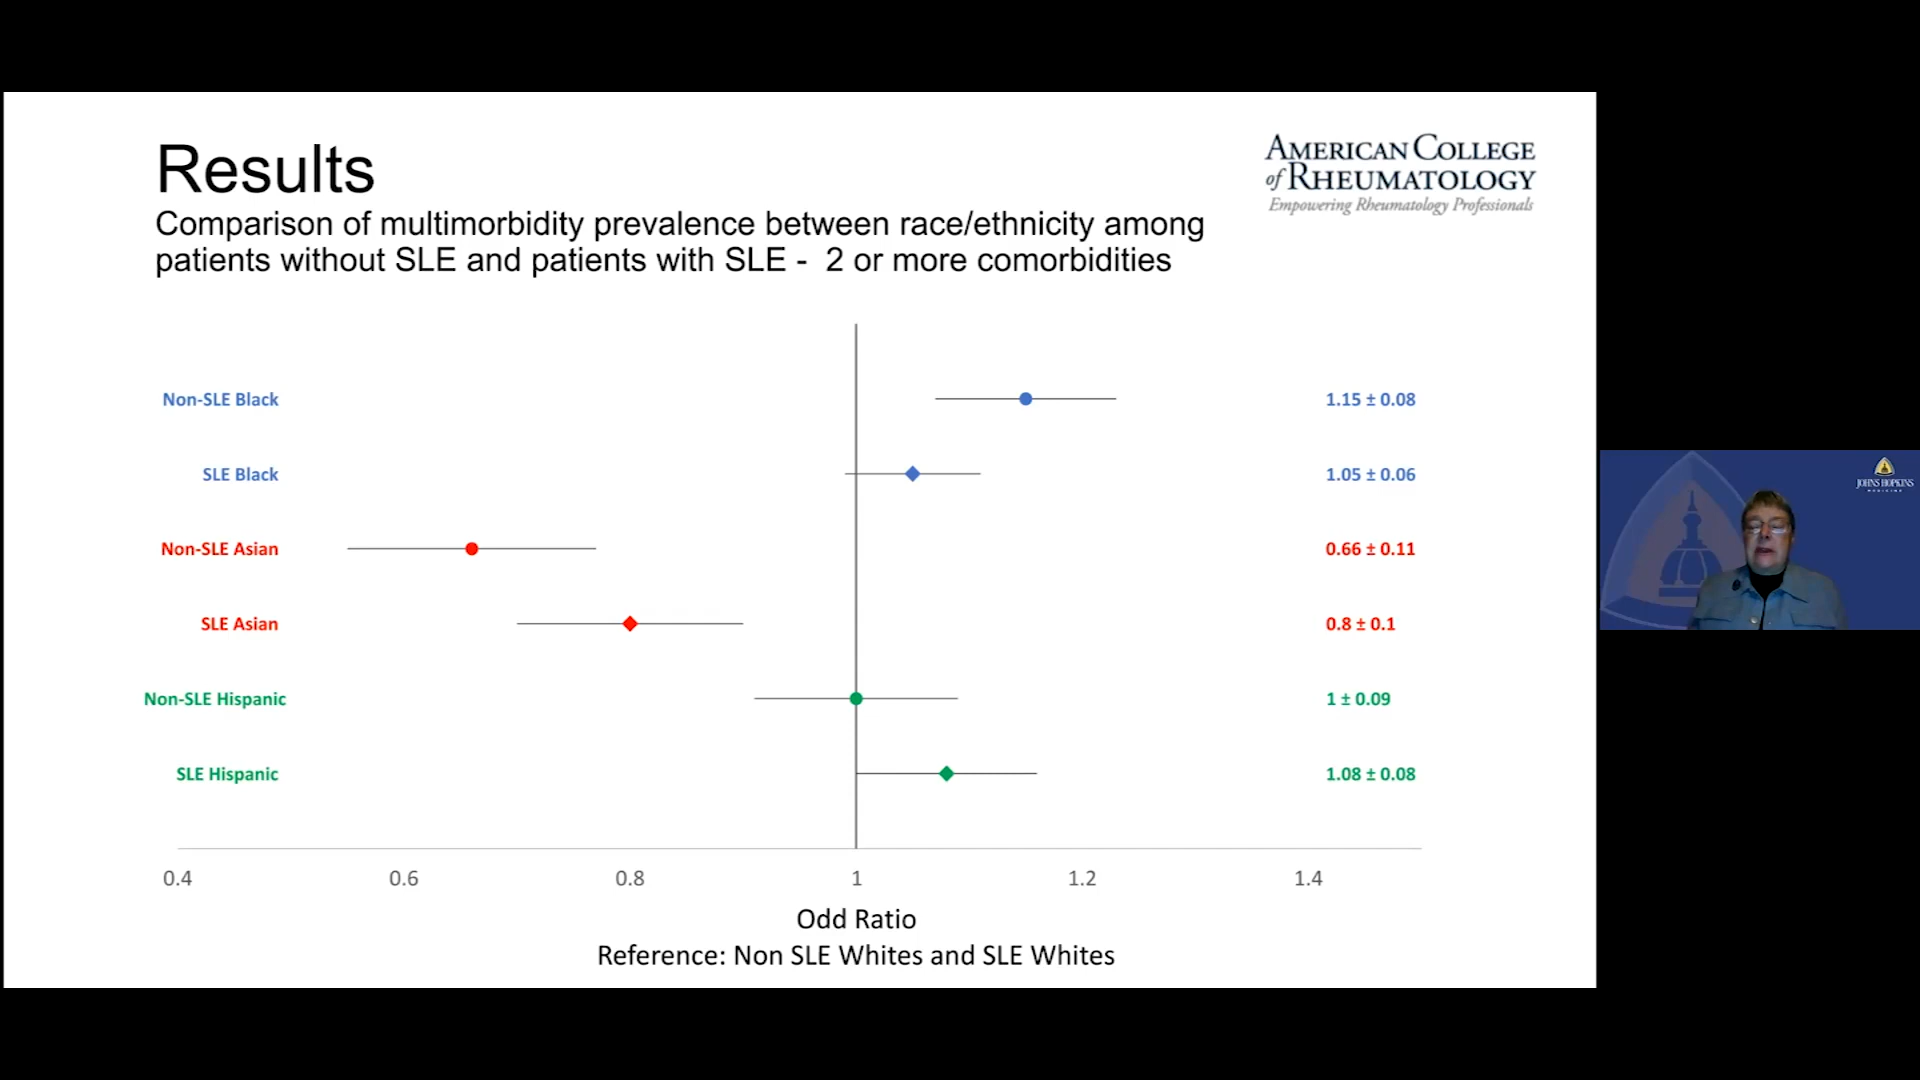 Results
Comparison of multimorbidity prevalence between race/ethnicity among
patients without SLE and patients with SLE - 2 or more comorbidities
AMERICAN COLLEGE
of RHEUMATOLOGY
Empowering Rheumatology Professionals
Non-SLE Black
1.15 ± 0.08
SLE Black
1.05 ± 0.06
Non-SLE Asian
0.66 ± 0.11
SLE Asian
0.8 ± 0.1
Non-SLE Hispanic
1 ± 0.09
SLE Hispanic
1.08 ± 0.08
0.4 0.6 0.8 1 1.2 1.4
Odd Ratio
Reference: Non SLE Whites and SLE Whites
JOHNS HOPKINS
MEDICINE